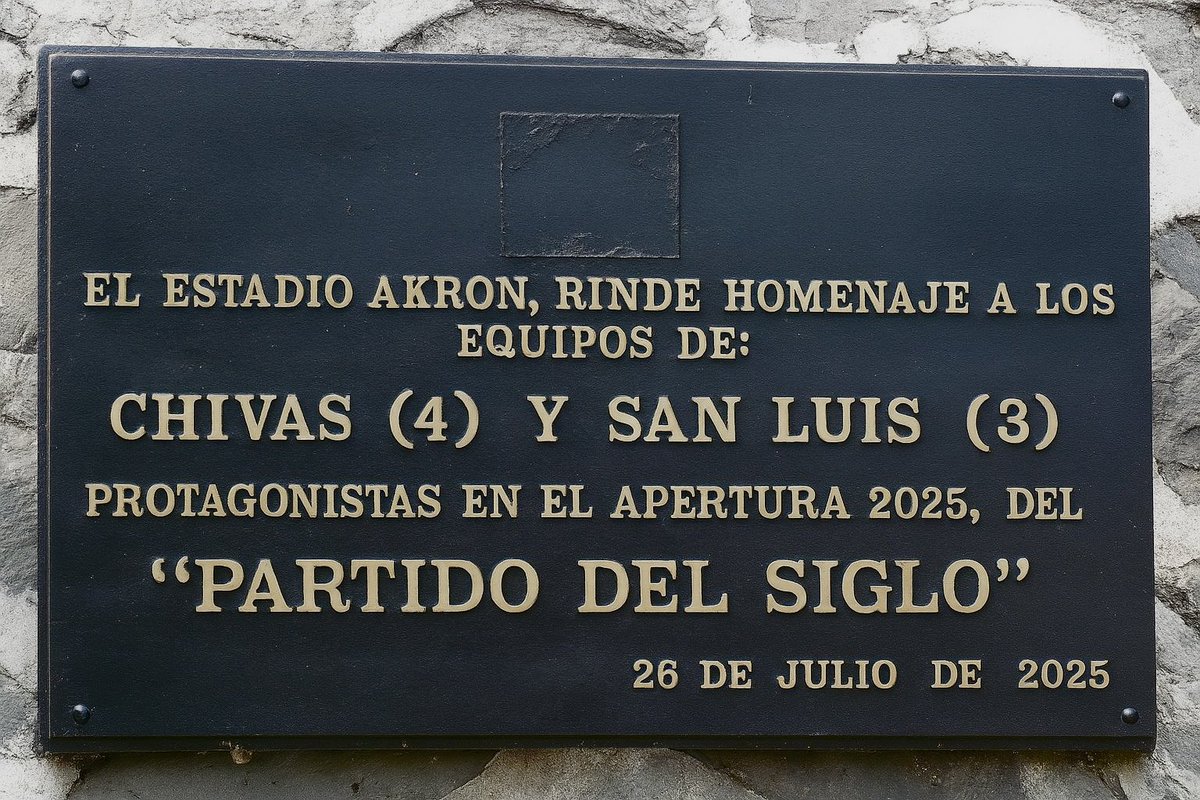 EL ESTADIO AKRON, RINDE HOMENAJE A LOS
EQUIPOS DE:
CHIVAS (4) Y SAN LUIS (3)
PROTAGONISTAS EN EL APERTURA 2025, DEL
“PARTIDO DEL SIGLO”
26 DE JULIO DE 2025